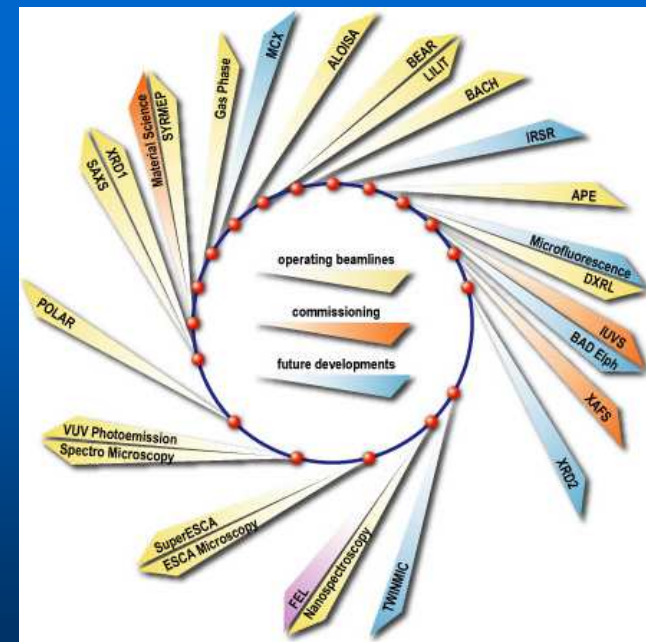 MCX
ALOISA
BEAR
LILIT
BACH
IRSR
APE
Microfluorescence
DXRL
IUVS
BAD Elph
XAFS
XRD2
TWINMIC
Nanospectroscopy
FEL
ESCA Microscopy
SuperESCA
Spectro Microscopy
VUV Photoemission
POLAR
SAXS
XRD1
Material Science
SYRMEP
Gas Phase
operating beamlines
commissioning
future developments